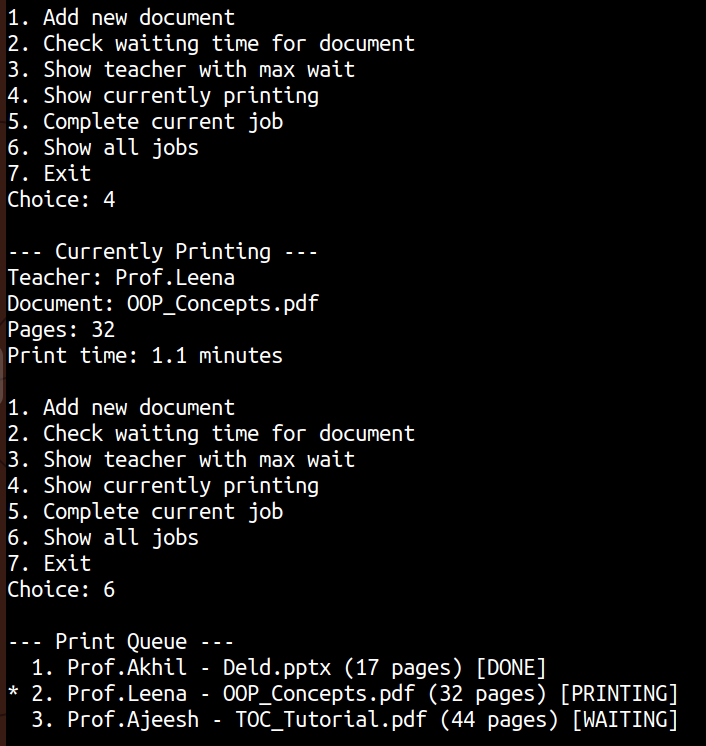 1. Add new document
2. Check waiting time for document
3. Show teacher with max wait
4. Show currently printing
5. Complete current job
6. Show all jobs
7. Exit
Choice: 4

--- Currently Printing ---
Teacher: Prof.Leena
Document: OOP_Concepts.pdf
Pages: 32
Print time: 1.1 minutes

1. Add new document
2. Check waiting time for document
3. Show teacher with max wait
4. Show currently printing
5. Complete current job
6. Show all jobs
7. Exit
Choice: 6

--- Print Queue ---
  1. Prof.Akhil - Deld.pptx (17 pages) [DONE]
* 2. Prof.Leena - OOP_Concepts.pdf (32 pages) [PRINTING]
  3. Prof.Ajeesh - TOC_Tutorial.pdf (44 pages) [WAITING]